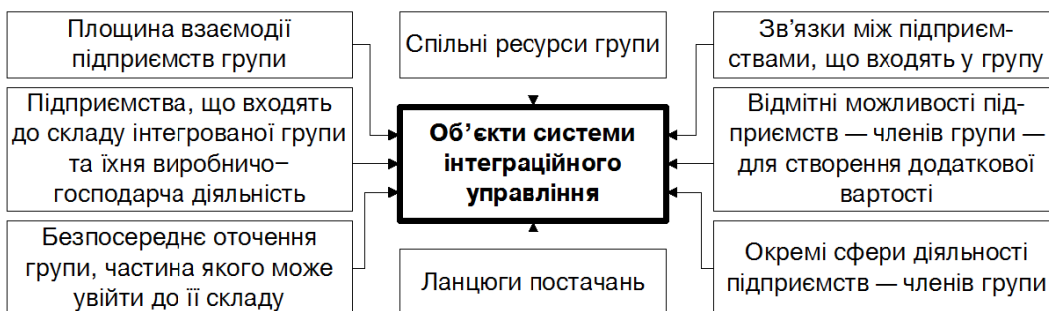 Площина взаємодії
підприємств групи
Спільні ресурси групи
Зв’язки між підприєм-
ствами, що входять у групу
Підприємства, що входять
до складу інтегрованої групи
та їхня виробничо–
господарча діяльність
Об’єкти системи
інтеграційного
управління
Відмітні можливості під-
приємств — членів групи —
для створення додаткової
вартості
Безпосереднє оточення
групи, частина якого може
увійти до її складу
Ланцюги постачань
Окремі сфери діяльності
підприємств — членів групи